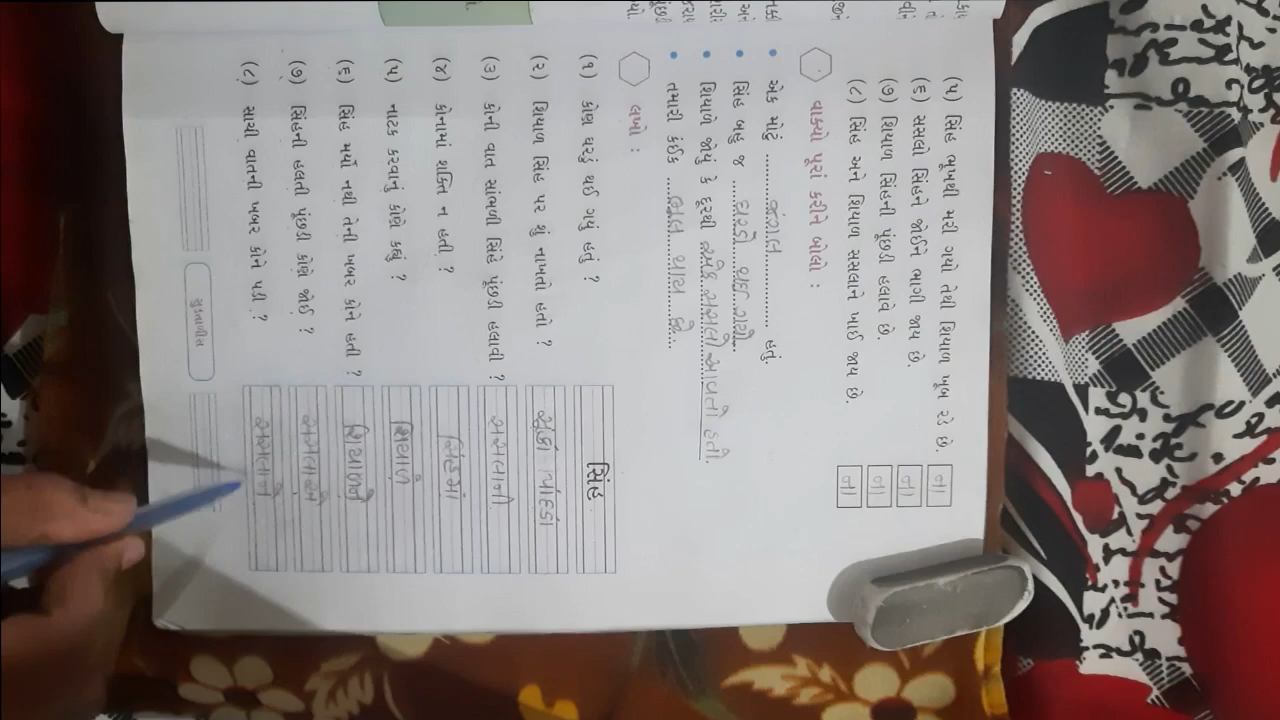 (૫) સિંહ ભૂખથી મરી ગયો તેથી શિયાળ ખૂબ રડે છે. ના
(૬) સસલો સિંહને જોઈને ભાગી જાય છે. ના
(૭) શિયાળ સિંહની પૂંછડી હલાવે છે. ના
(૮) સિંહ અને શિયાળ સસલાને ખાઈ જાય છે. ના
વાક્યો પૂરાં કરીને બોલો :
• એક મોટું જંગલ હતું.
• સિંહ બહુ જ ઘરડો થઈ ગયો.
• શિયાળે જોયું કે દૂરથી સસલો આવતો હતો.
• તમારી કંઈક ભૂલ થાય છે.
લખો :
(૧) કોણ ઘરડું થઈ ગયું હતું ? સિંહ
(૨) શિયાળ સિંહ પર શું નાખતો હતો ? સૂકાં પાંદડાં
(૩) કોની વાત સાંભળી સિંહે પૂંછડી હલાવી ? સસલાની
(૪) કોનામાં શક્તિ ન હતી ? સિંહમાં
(૫) નાટક કરવાનું કોણે કહ્યું ? શિયાળે
(૬) સિંહ મર્યો નથી તેની ખબર કોને હતી ? શિયાળને
(૭) સિંહની હલતી પૂંછડી કોણે જોઈ ? સસલાએ
(૮) સાચી વાતની ખબર કોને પડી ? સસલાને